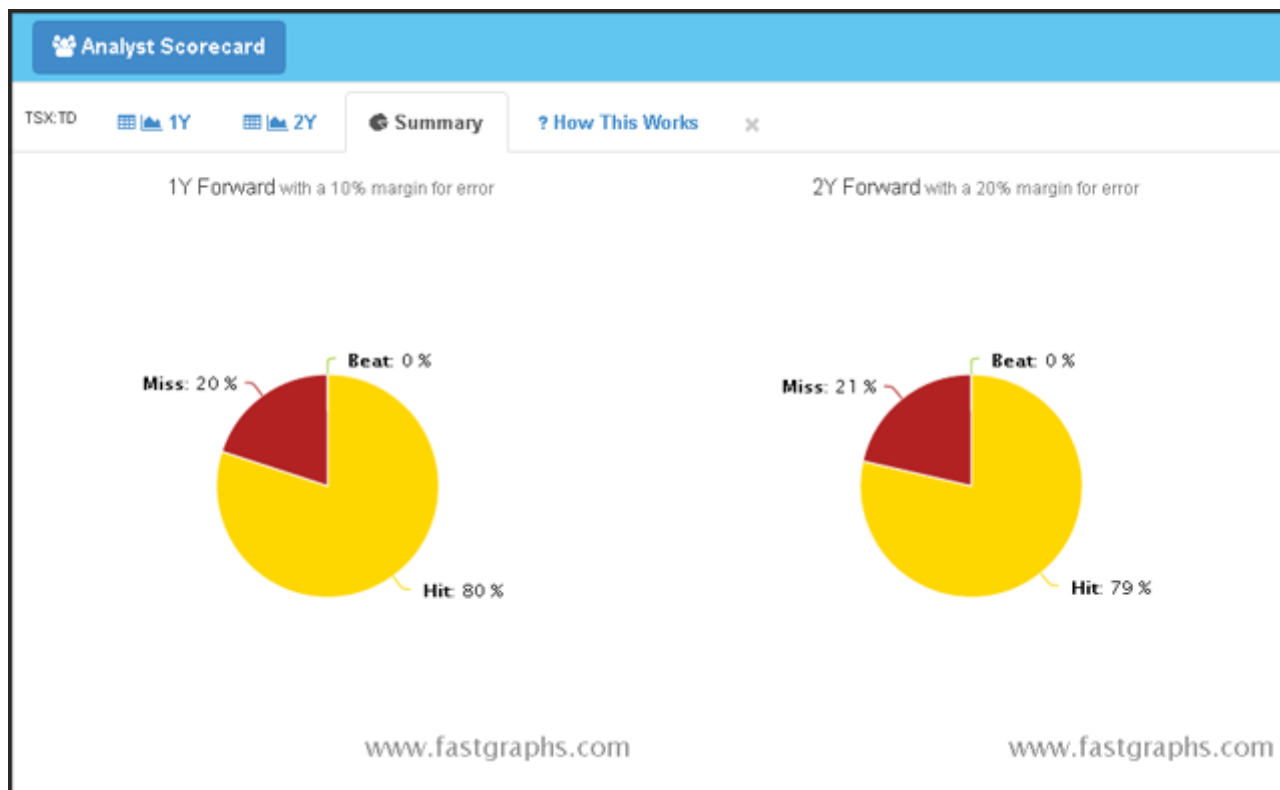 Analyst Scorecard
TSX:TD
1Y
2Y
Summary
? How This Works
×
1Y Forward with a 10% margin for error
Beat: 0 %
Miss: 20 %
Hit: 80 %
www.fastgraphs.com
2Y Forward with a 20% margin for error
Beat: 0 %
Miss: 21 %
Hit: 79 %
www.fastgraphs.com